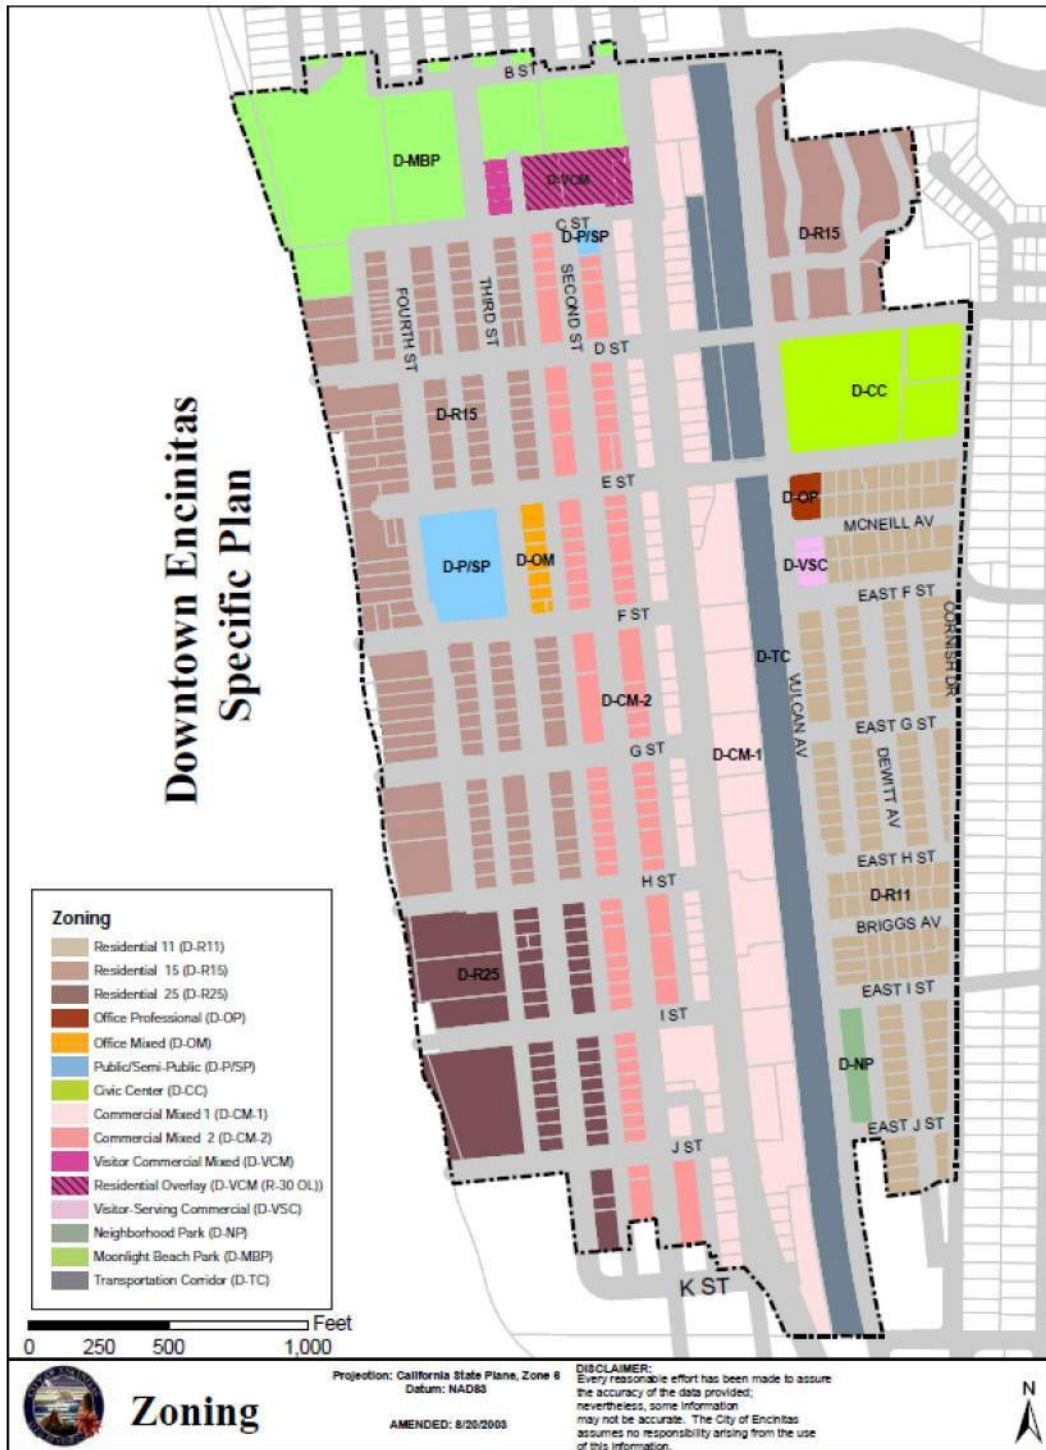 Downtown Encinitas
Specific Plan
B ST
D-MBP
D-VCM
C ST
D-P/SP
D-R15
FOURTH ST
THIRD ST
SECOND ST
D ST
D-CC
D-R15
E ST
D-OP
MCNEILL AV
D-P/SP
D-OM
D-VSC
EAST F ST
F ST
CORNISH DR
D-TC
VULCAN AV
D-CM-2
EAST G ST
G ST
D-CM-1
DEWITT AV
EAST H ST
H ST
D-R11
BRIGGS AV
D-R25
EAST I ST
I ST
D-NP
EAST J ST
J ST
K ST
Zoning
Residential 11 (D-R11)
Residential 15 (D-R15)
Residential 25 (D-R25)
Office Professional (D-OP)
Office Mixed (D-OM)
Public/Semi-Public (D-P/SP)
Civic Center (D-CC)
Commercial Mixed 1 (D-CM-1)
Commercial Mixed 2 (D-CM-2)
Visitor Commercial Mixed (D-VCM)
Residential Overlay (D-VCM (R-30 OL))
Visitor-Serving Commercial (D-VSC)
Neighborhood Park (D-NP)
Moonlight Beach Park (D-MBP)
Transportation Corridor (D-TC)
Feet
0 250 500 1,000
Zoning
Projection: California State Plane, Zone 6
Datum: NAD83
AMENDED: 8/20/2003
DISCLAIMER:
Every reasonable effort has been made to assure
the accuracy of the data provided;
nevertheless, some information
may not be accurate. The City of Encinitas
assumes no responsibility arising from the use
of this information.
N